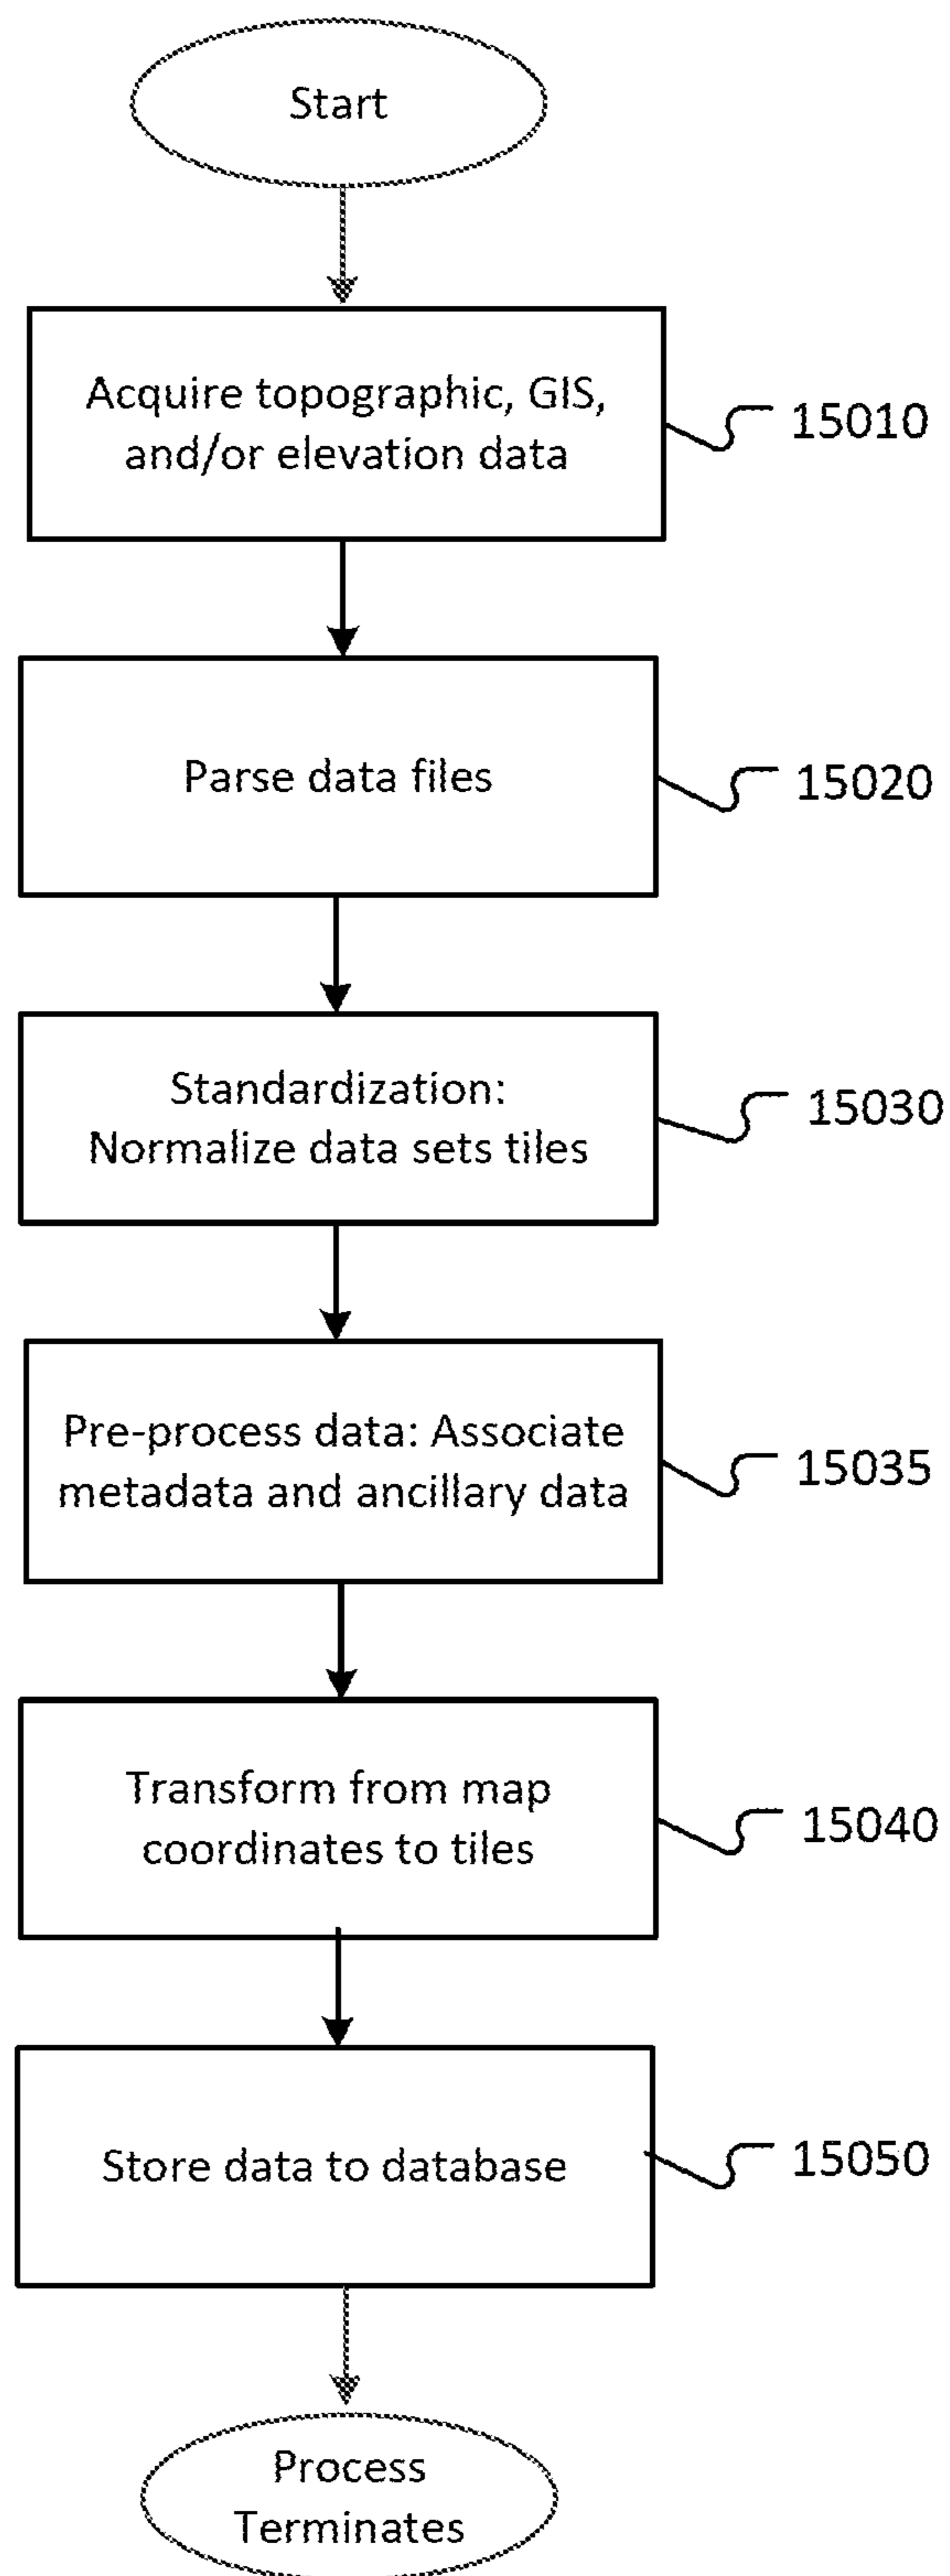 Start
Acquire topographic, GIS,
and/or elevation data
15010
Parse data files
15020
Standardization:
Normalize data sets tiles
15030
Pre-process data: Associate
metadata and ancillary data
15035
Transform from map
coordinates to tiles
15040
Store data to database
15050
Process
Terminates